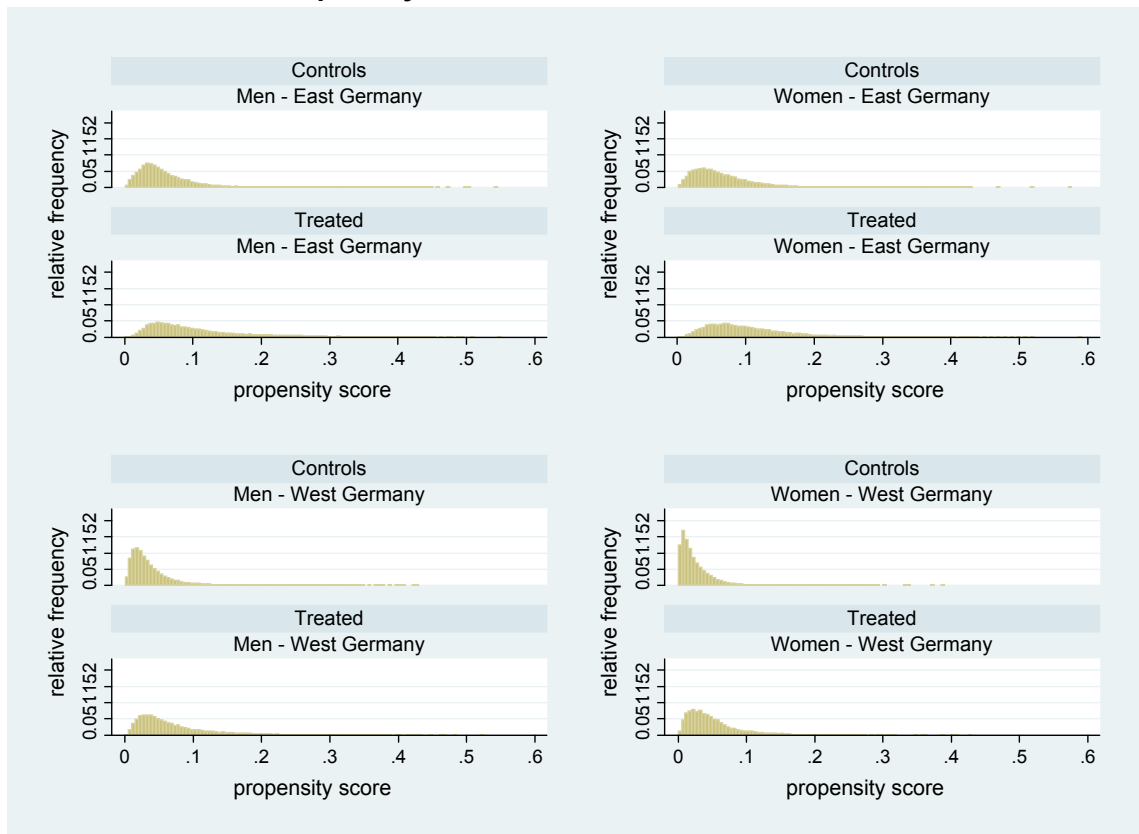 Controls
Men - East Germany
0.051152
Treated
Men - East Germany
0.051152
relative frequency
0 .1 .2 .3 .4 .5 .6
propensity score
Controls
Women - East Germany
0.051152
Treated
Women - East Germany
0.051152
relative frequency
0 .1 .2 .3 .4 .5 .6
propensity score
Controls
Men - West Germany
0.051152
Treated
Men - West Germany
0.051152
relative frequency
0 .1 .2 .3 .4 .5 .6
propensity score
Controls
Women - West Germany
0.051152
Treated
Women - West Germany
0.051152
relative frequency
0 .1 .2 .3 .4 .5 .6
propensity score